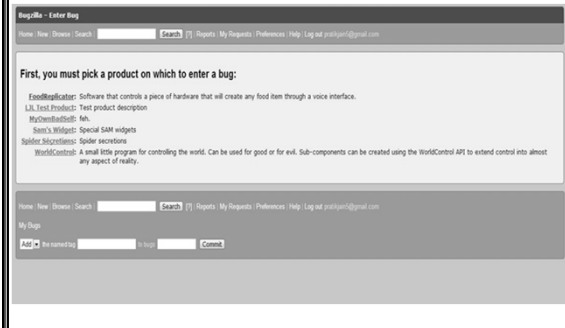 Bugzilla – Enter Bug
Home | New | Browse | Search | Search [?] | Reports | My Requests | Preferences | Help | Log out
First, you must pick a product on which to enter a bug:
FoodReplicator: Software that controls a piece of hardware that will create any food item through a voice interface.
LJL Test Product: Test product description
MyOwnBadSelf: feh.
Sam's Widget: Special SAM widgets
Spider Sécretíons: Spider secretions
WorldControl: A small little program for controlling the world. Can be used for good or for evil. Sub-components can be created using the WorldControl API to extend control into almost
any aspect of reality.
Home | New | Browse | Search | Search [?] | Reports | My Requests | Preferences | Help | Log out
My Bugs
Add the named tag to bugs Commit